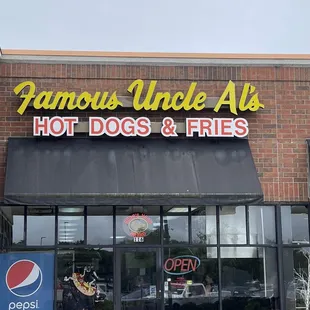 Famous Uncle Al's
HOT DOGS & FRIES
OPEN
pepsi